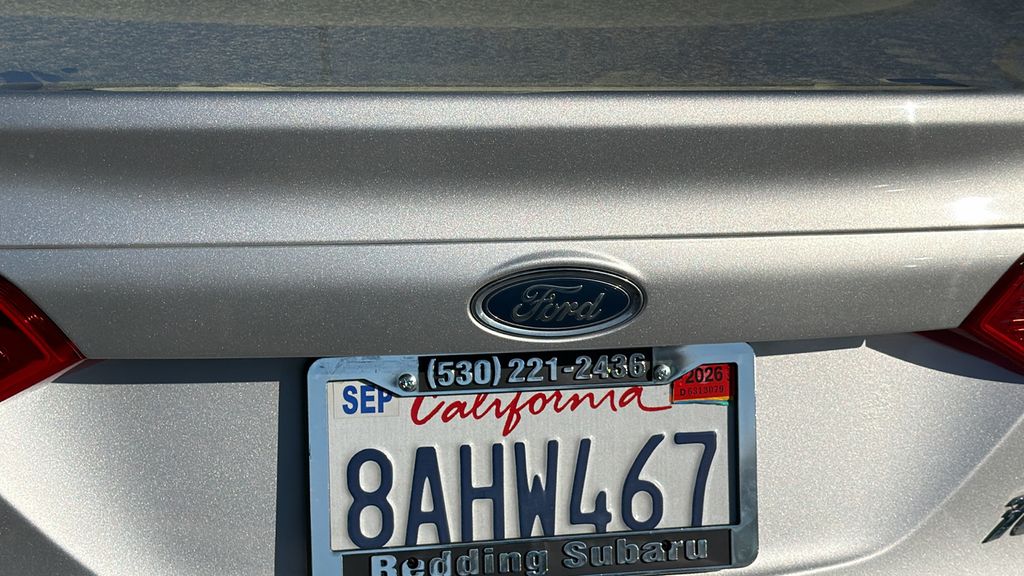 Ford
(530) 221-2436
SEP California 2026
8AHW467
Redding Subaru